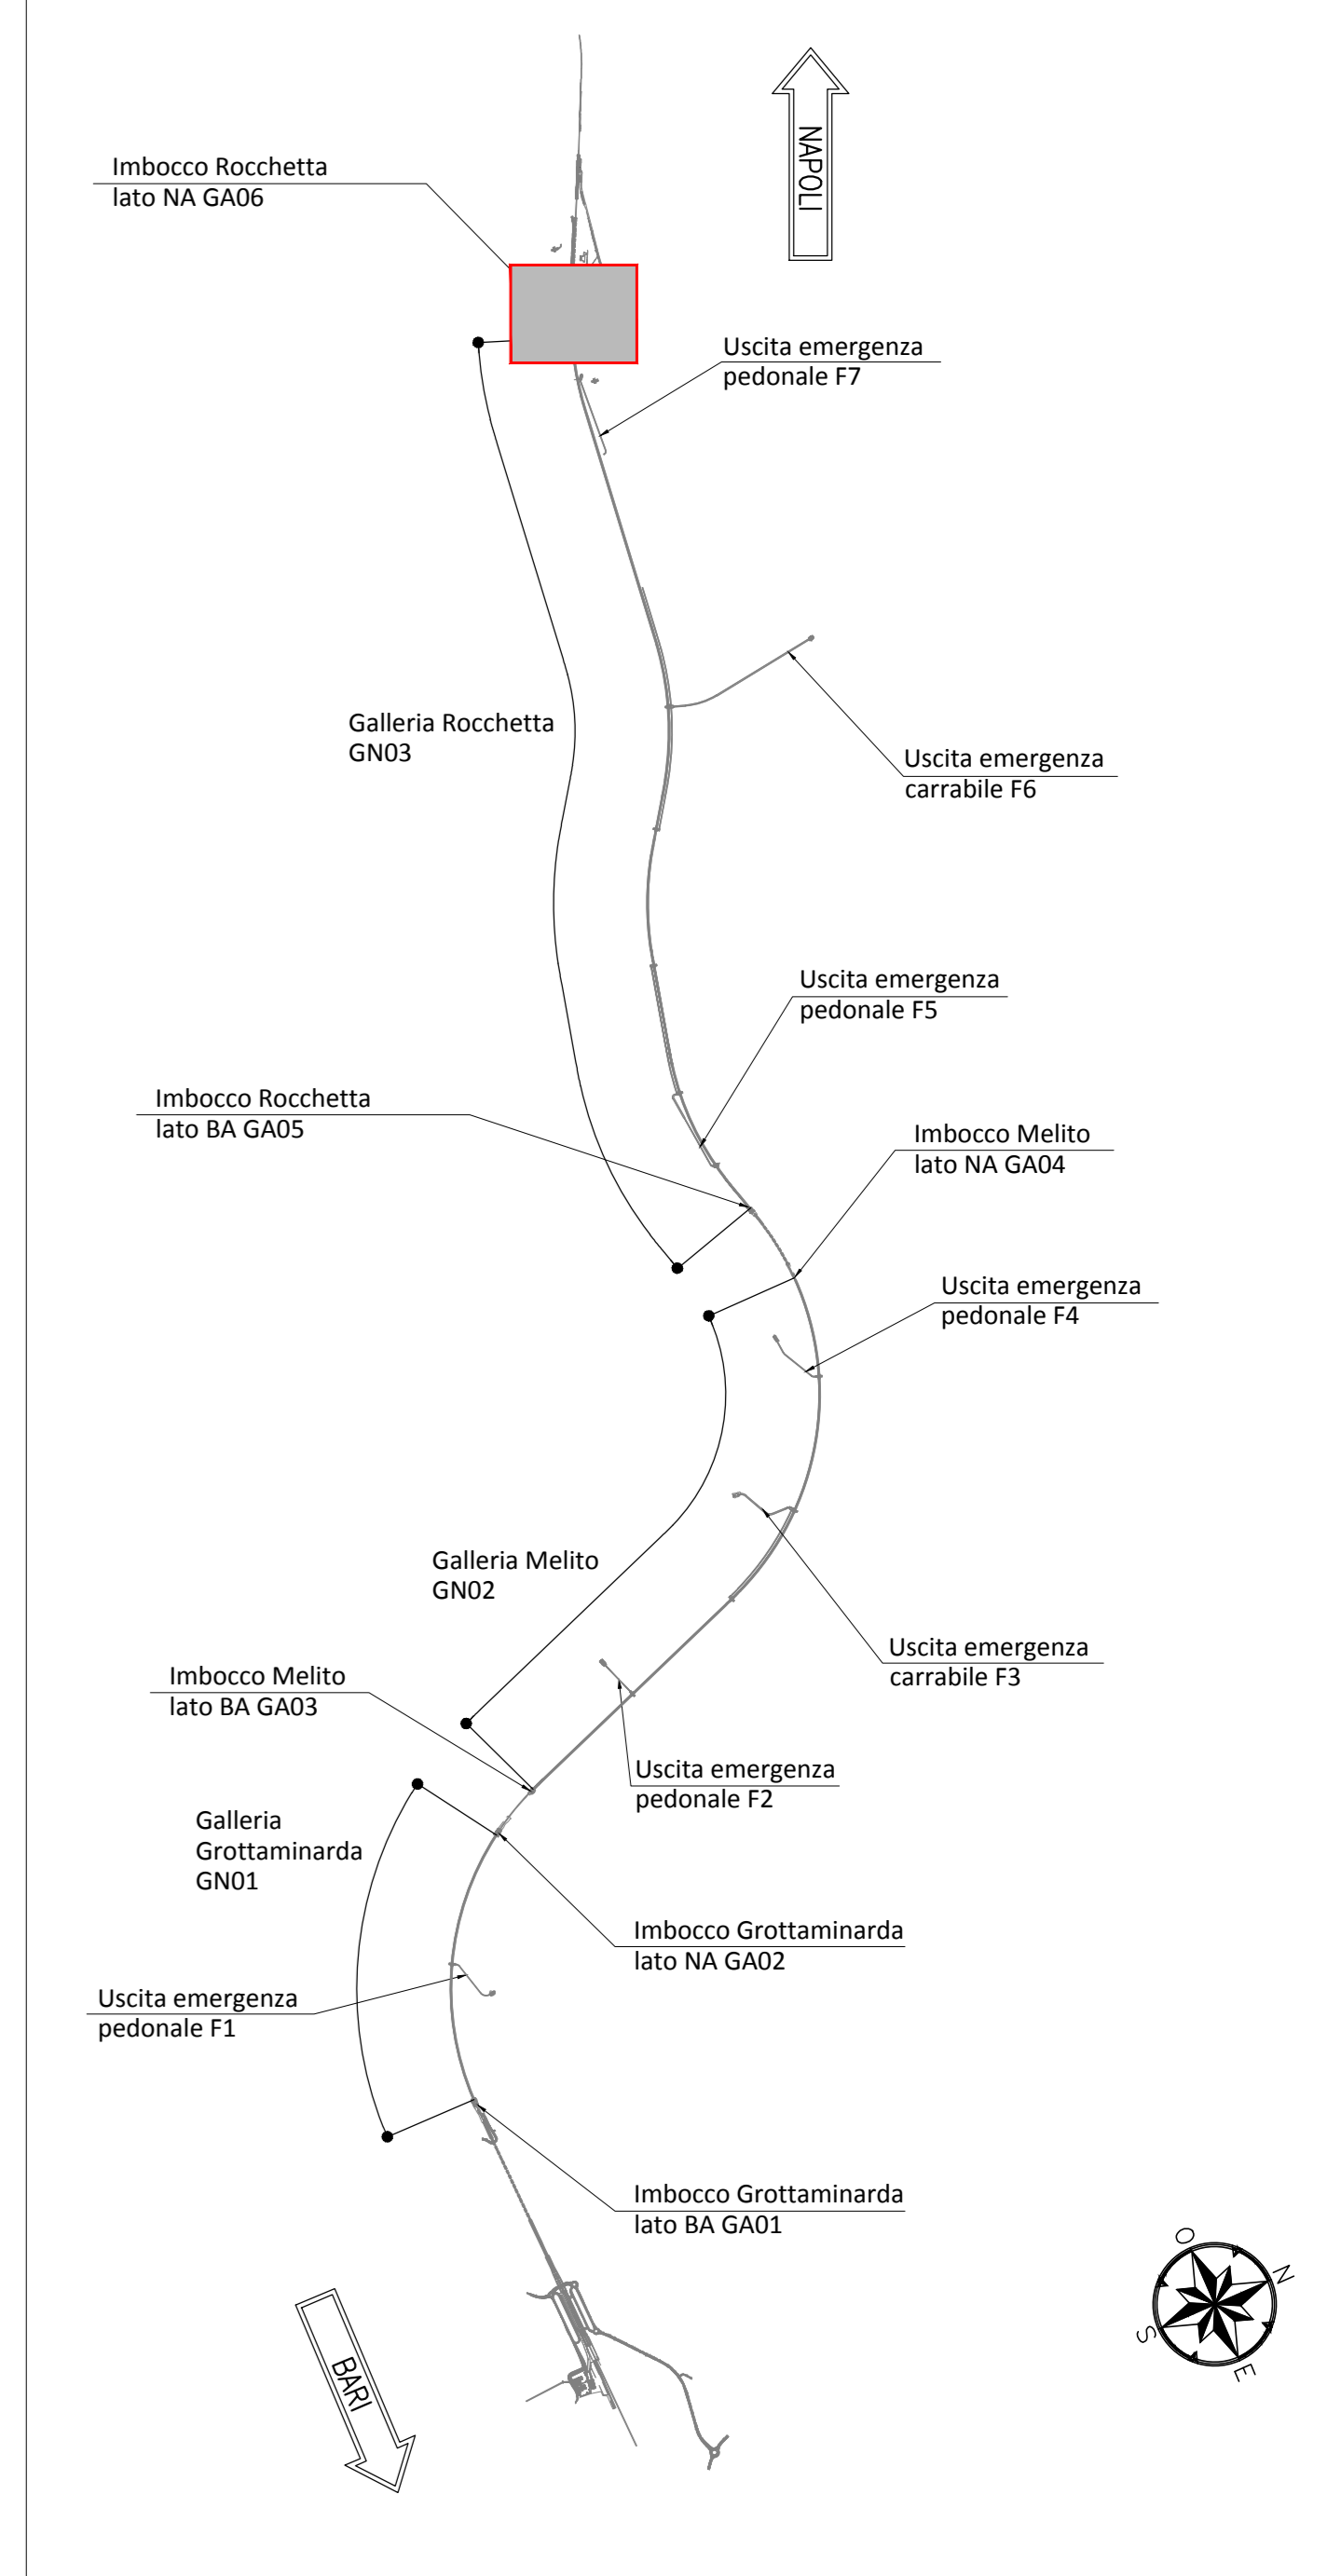 NAPOLI
Imbocco Rocchetta
lato NA GA06
Uscita emergenza
pedonale F7
Galleria Rocchetta
GN03
Uscita emergenza
carrabile F6
Uscita emergenza
pedonale F5
Imbocco Rocchetta
lato BA GA05
Imbocco Melito
lato NA GA04
Uscita emergenza
pedonale F4
Galleria Melito
GN02
Uscita emergenza
carrabile F3
Imbocco Melito
lato BA GA03
Uscita emergenza
pedonale F2
Galleria
Grottaminarda
GN01
Imbocco Grottaminarda
lato NA GA02
Uscita emergenza
pedonale F1
Imbocco Grottaminarda
lato BA GA01
O
N
S
E
BARI